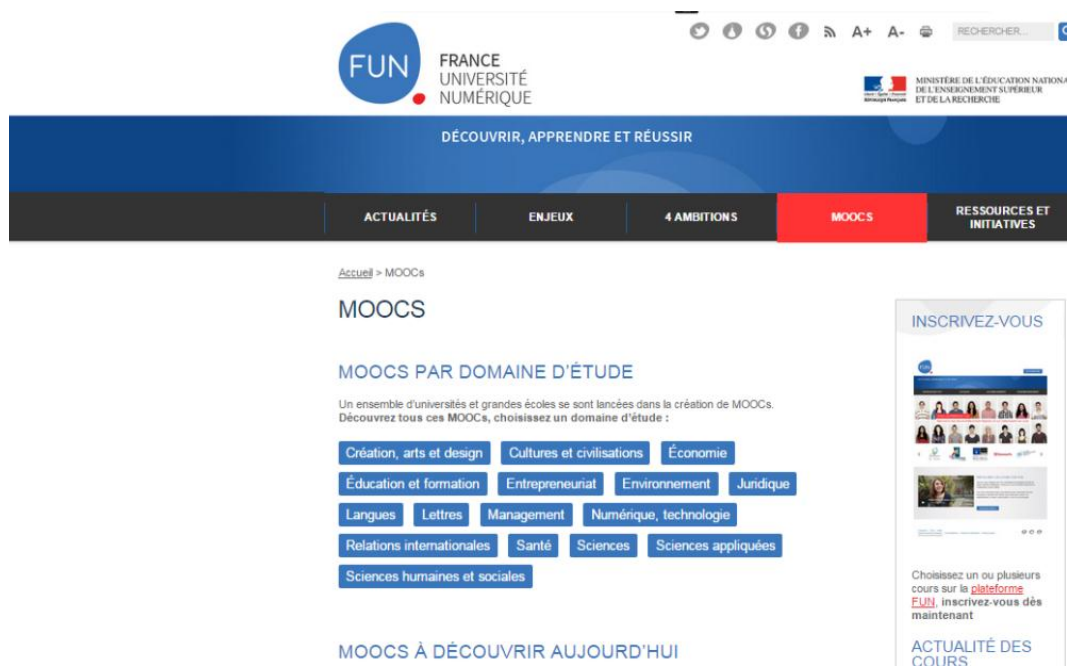 A+ A- RECHERCHER...
FUN
FRANCE
UNIVERSITÉ
NUMÉRIQUE
MINISTÈRE DE L'ÉDUCATION NATIONA
DE L'ENSEIGNEMENT SUPÉRIEUR
ET DE LA RECHERCHE
DÉCOUVRIR, APPRENDRE ET RÉUSSIR
ACTUALITÉS ENJEUX 4 AMBITIONS MOOCS RESSOURCES ET
INITIATIVES
Accueil > MOOCs
MOOCS
MOOCS PAR DOMAINE D'ÉTUDE
Un ensemble d'universités et grandes écoles se sont lancées dans la création de MOOCs.
Découvrez tous ces MOOCs, choisissez un domaine d'étude :
Création, arts et design Cultures et civilisations Économie
Éducation et formation Entrepreneuriat Environnement Juridique
Langues Lettres Management Numérique, technologie
Relations internationales Santé Sciences Sciences appliquées
Sciences humaines et sociales
MOOCS À DÉCOUVRIR AUJOURD'HUI
INSCRIVEZ-VOUS
Choisissez un ou plusieurs
cours sur la plateforme
FUN, inscrivez-vous dès
maintenant
ACTUALITÉ DES
COURS